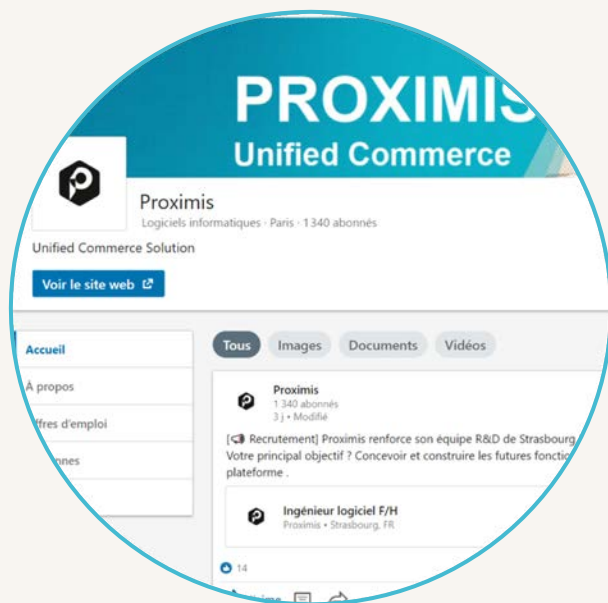 PROXIMIS
Unified Commerce
Proximis
Logiciels informatiques · Paris · 1 340 abonnés
Unified Commerce Solution
Voir le site web
Accueil
À propos
Tous
Images
Documents
Vidéos
Proximis
1 340 abonnés
3 j • Modifié
[📢 Recrutement] Proximis renforce son équipe R&D de Strasbourg
Votre principal objectif ? Concevoir et construire les futures
plateforme .
Ingénieur logiciel F/H
Proximis • Strasbourg, FR
14
d'emploi